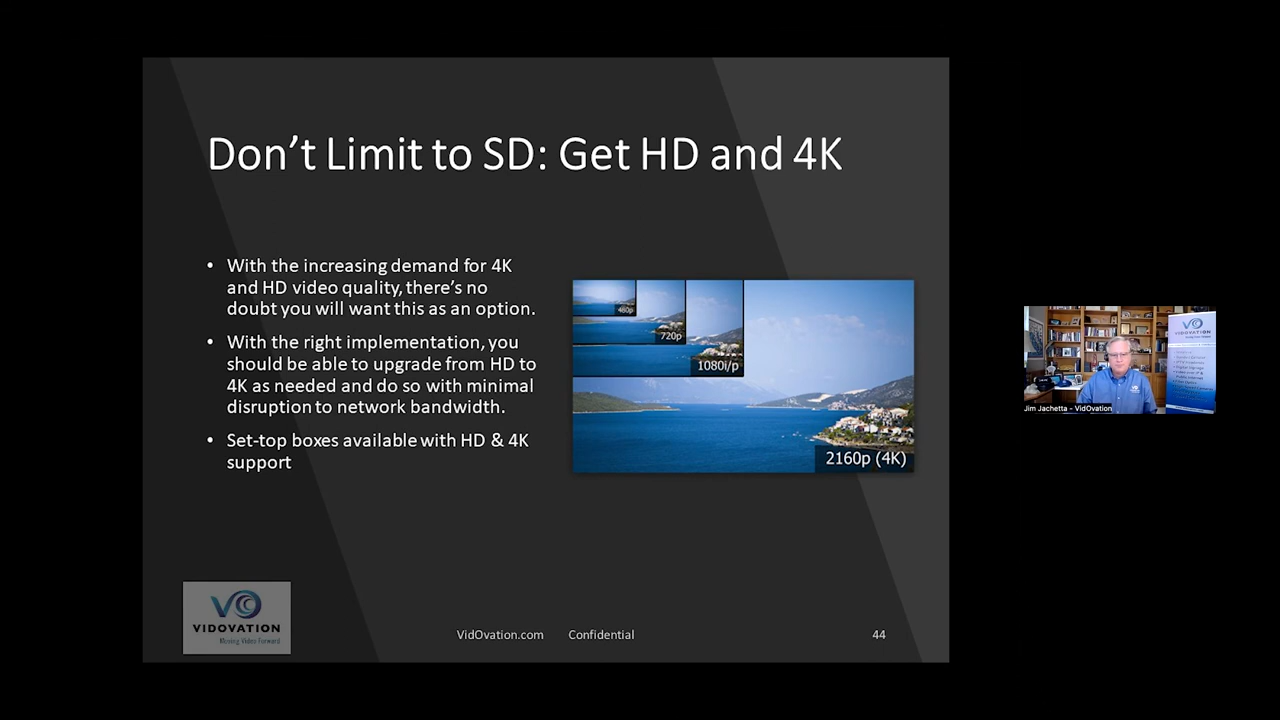 Don't Limit to SD: Get HD and 4K
• With the increasing demand for 4K
and HD video quality, there's no
doubt you will want this as an option.
• With the right implementation, you
should be able to upgrade from HD to
4K as needed and do so with minimal
disruption to network bandwidth.
• Set-top boxes available with HD & 4K
support
480p
720p
1080i/p
2160p (4K)
VIDOVATION
Moving Video Forward
VidOvation.com Confidential 44
VIDOVATION
Jim Jachetta - VidOvation